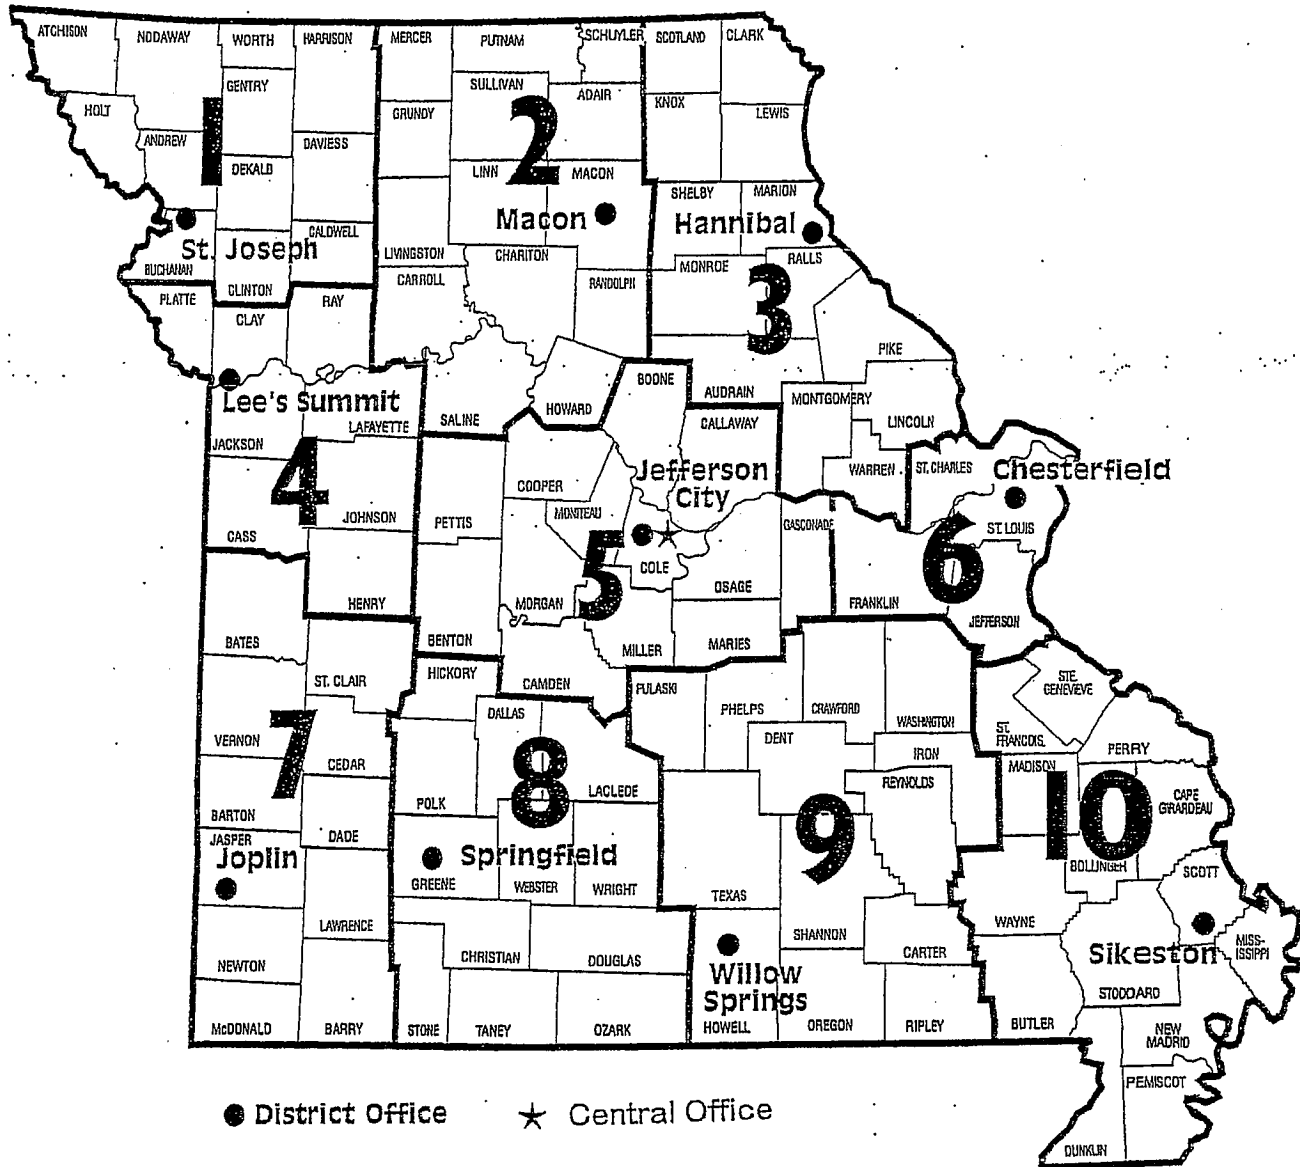 ATCHISON
NODAWAY
WORTH
HARRISON
MERCER
PUTNAM
SCHUYLER
SCOTLAND
CLARK
GENTRY
SULLIVAN
ADAIR
KNOX
LEWIS
HOLT
GRUNDY
ANDREW
DAVIESS
1
2
DEKALB
LINN
MACON
SHELBY
MARION
Macon
Hannibal
St. Joseph
CALDWELL
BUCHANAN
LIVINGSTON
CHARITON
MONROE
RALLS
CARROLL
RANDOLPH
PLATTE
CLINTON
RAY
CLAY
3
PIKE
BOONE
AUDRAIN
MONTGOMERY
Lee's Summit
HOWARD
LAFAYETTE
SALINE
CALLAWAY
LINCOLN
JACKSON
4
Jefferson
City
WARREN
ST. CHARLES
Chesterfield
COOPER
MONITEAU
JOHNSON
PETTIS
GASCONADE
ST. LOUIS
CASS
5
COLE
6
OSAGE
HENRY
MORGAN
FRANKLIN
JEFFERSON
BATES
BENTON
MILLER
MARIES
ST. CLAIR
HICKORY
CAMDEN
PULASKI
STE.
GENEVIEVE
PHELPS
CRAWFORD
WASHINGTON
DALLAS
ST.
FRANCOIS
VERNON
7
CEDAR
8
DENT
IRON
PERRY
MADISON
REYNOLDS
10
POLK
LACLEDE
CAPE
GIRARDEAU
BARTON
DADE
9
JASPER
Joplin
Springfield
GREENE
WEBSTER
WRIGHT
TEXAS
BOLLINGER
SCOTT
LAWRENCE
SHANNON
WAYNE
CARTER
NEWTON
CHRISTIAN
DOUGLAS
Willow
Springs
Sikeston
MISS-
ISSIPPI
STODDARD
McDONALD
BARRY
STONE
TANEY
OZARK
HOWELL
OREGON
RIPLEY
BUTLER
NEW
MADRID
PEMISCOT
DUNKLIN
District Office
Central Office